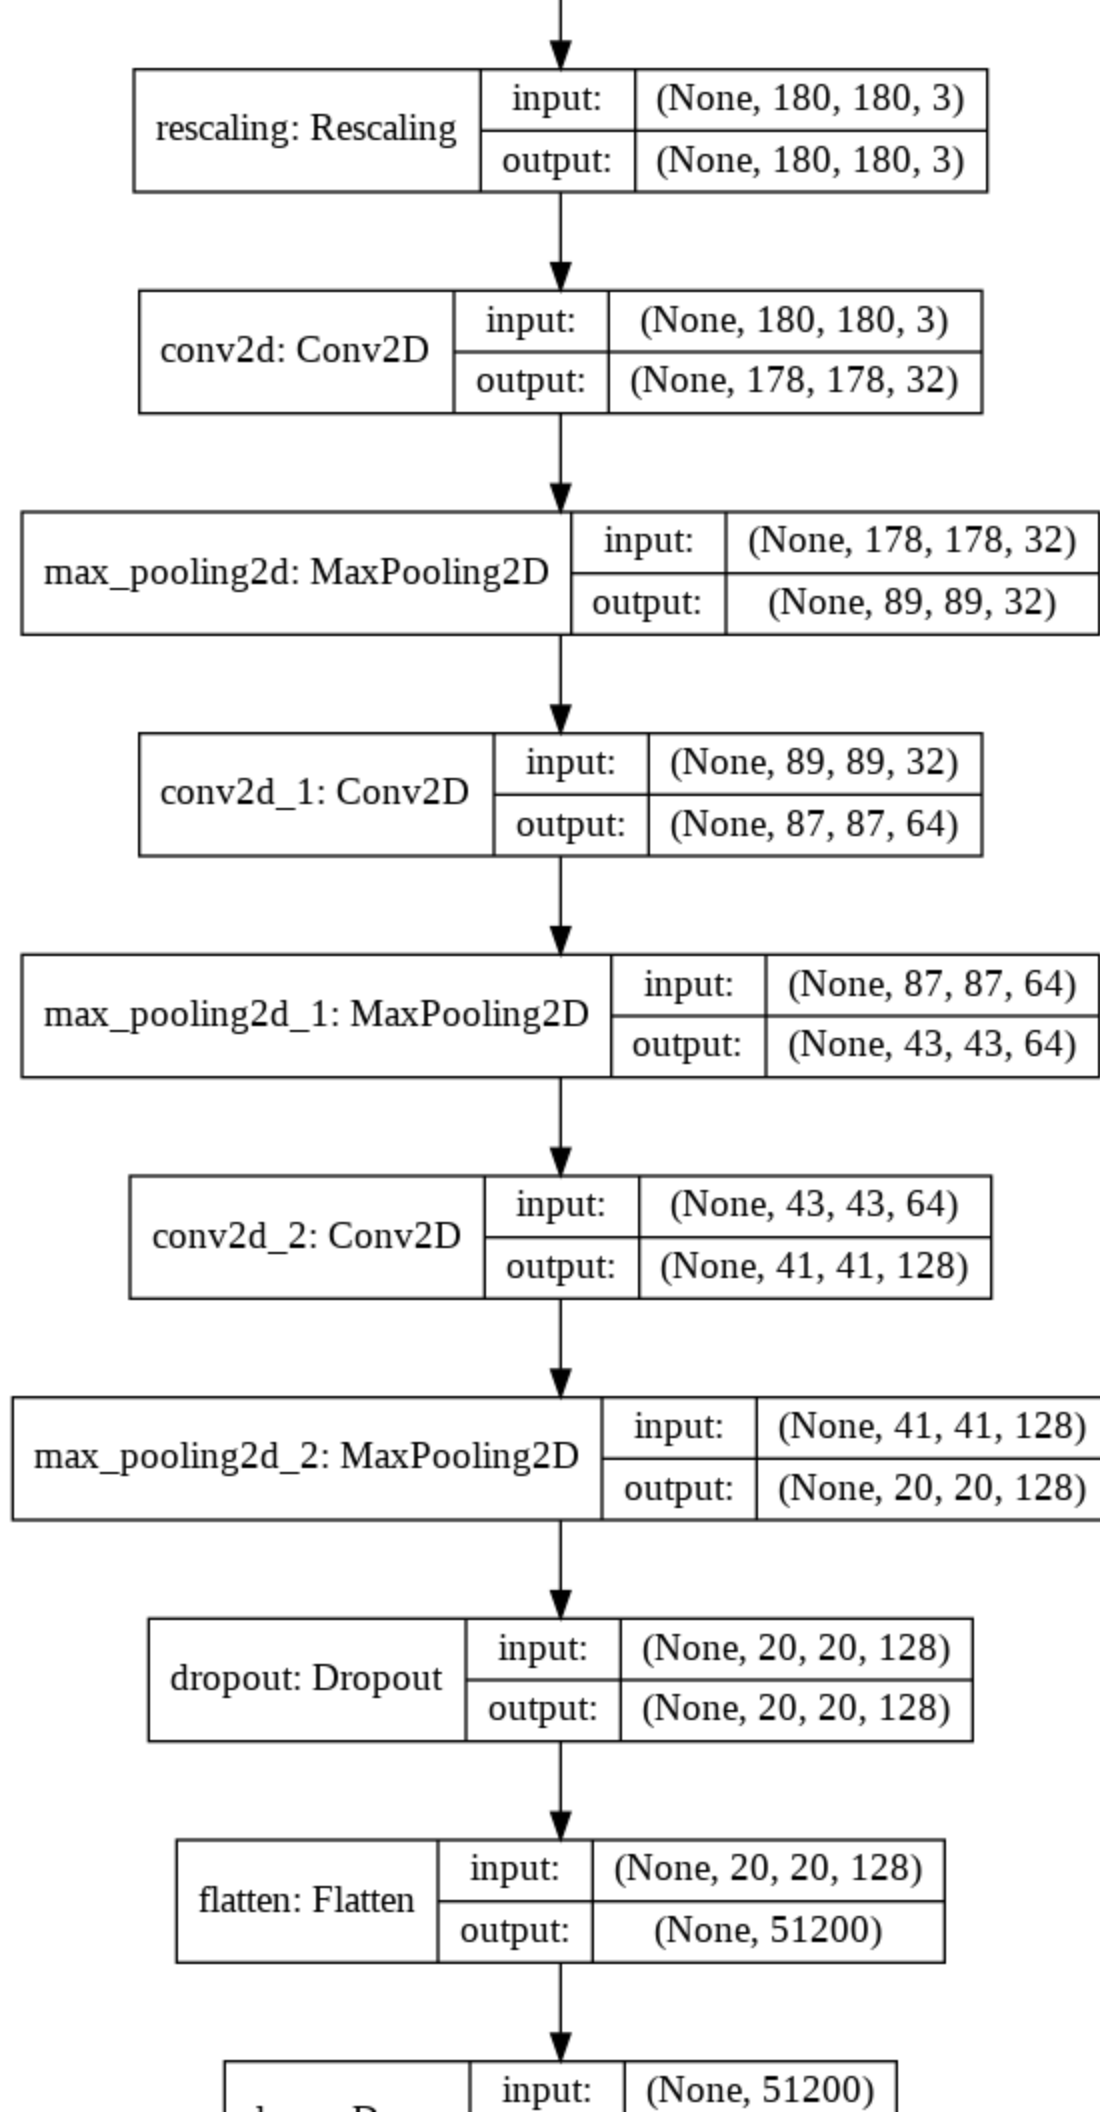 rescaling: Rescaling
input: (None, 180, 180, 3)
output: (None, 180, 180, 3)
conv2d: Conv2D
input: (None, 180, 180, 3)
output: (None, 178, 178, 32)
max_pooling2d: MaxPooling2D
input: (None, 178, 178, 32)
output: (None, 89, 89, 32)
conv2d_1: Conv2D
input: (None, 89, 89, 32)
output: (None, 87, 87, 64)
max_pooling2d_1: MaxPooling2D
input: (None, 87, 87, 64)
output: (None, 43, 43, 64)
conv2d_2: Conv2D
input: (None, 43, 43, 64)
output: (None, 41, 41, 128)
max_pooling2d_2: MaxPooling2D
input: (None, 41, 41, 128)
output: (None, 20, 20, 128)
dropout: Dropout
input: (None, 20, 20, 128)
output: (None, 20, 20, 128)
flatten: Flatten
input: (None, 20, 20, 128)
output: (None, 51200)
input: (None, 51200)